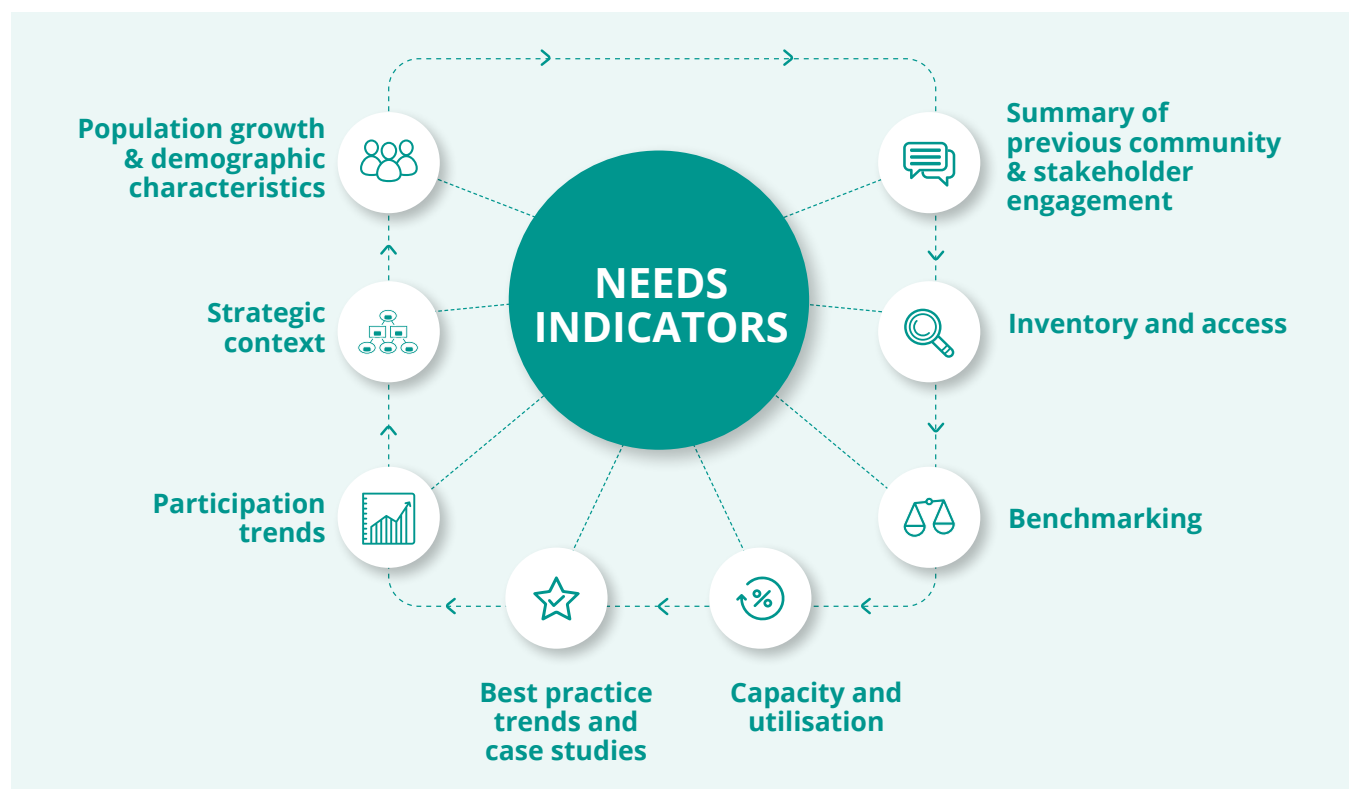 NEEDS
INDICATORS
Population growth
& demographic
characteristics
Summary of
previous community
& stakeholder
engagement
Strategic
context
Inventory and access
Participation
trends
Benchmarking
Best practice
trends and
case studies
Capacity and
utilisation
%